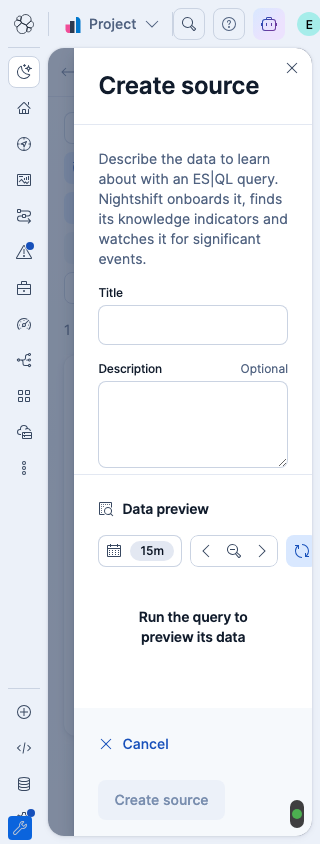 Project
E
Create source
Describe the data to learn
about with an ES|QL query.
Nightshift onboards it, finds
its knowledge indicators and
watches it for significant
events.
Title
1
Description Optional
Data preview
15m
Run the query to
preview its data
Cancel
Create source